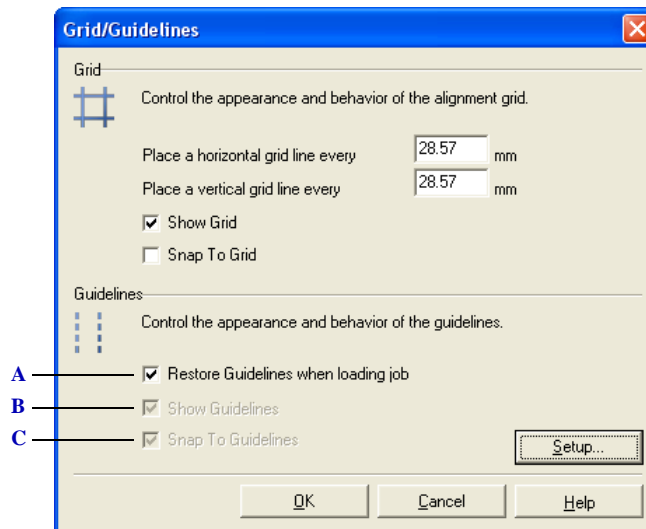 Grid/Guidelines
Grid
Control the appearance and behavior of the alignment grid.
Place a horizontal grid line every 28.57 mm
Place a vertical grid line every 28.57 mm
Show Grid
Snap To Grid
Guidelines
Control the appearance and behavior of the guidelines.
A Restore Guidelines when loading job
B Show Guidelines
C Snap To Guidelines
Setup...
OK Cancel Help